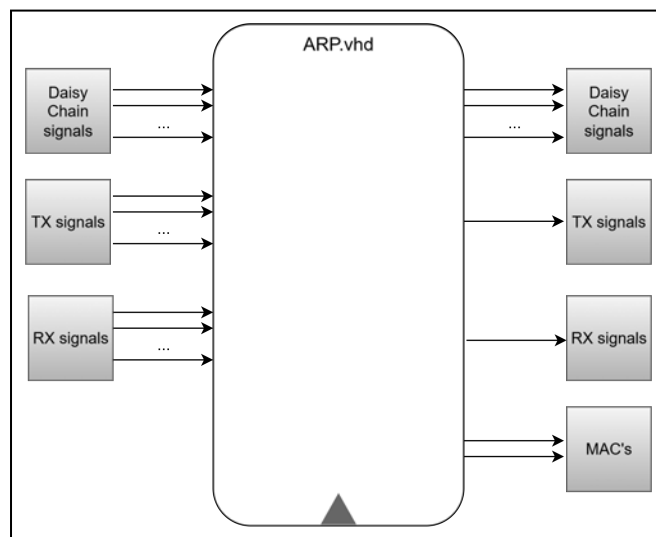 ARP.vhd
Daisy
Chain
signals
...
Daisy
Chain
signals
...
TX signals
...
TX signals
RX signals
...
RX signals
MAC's